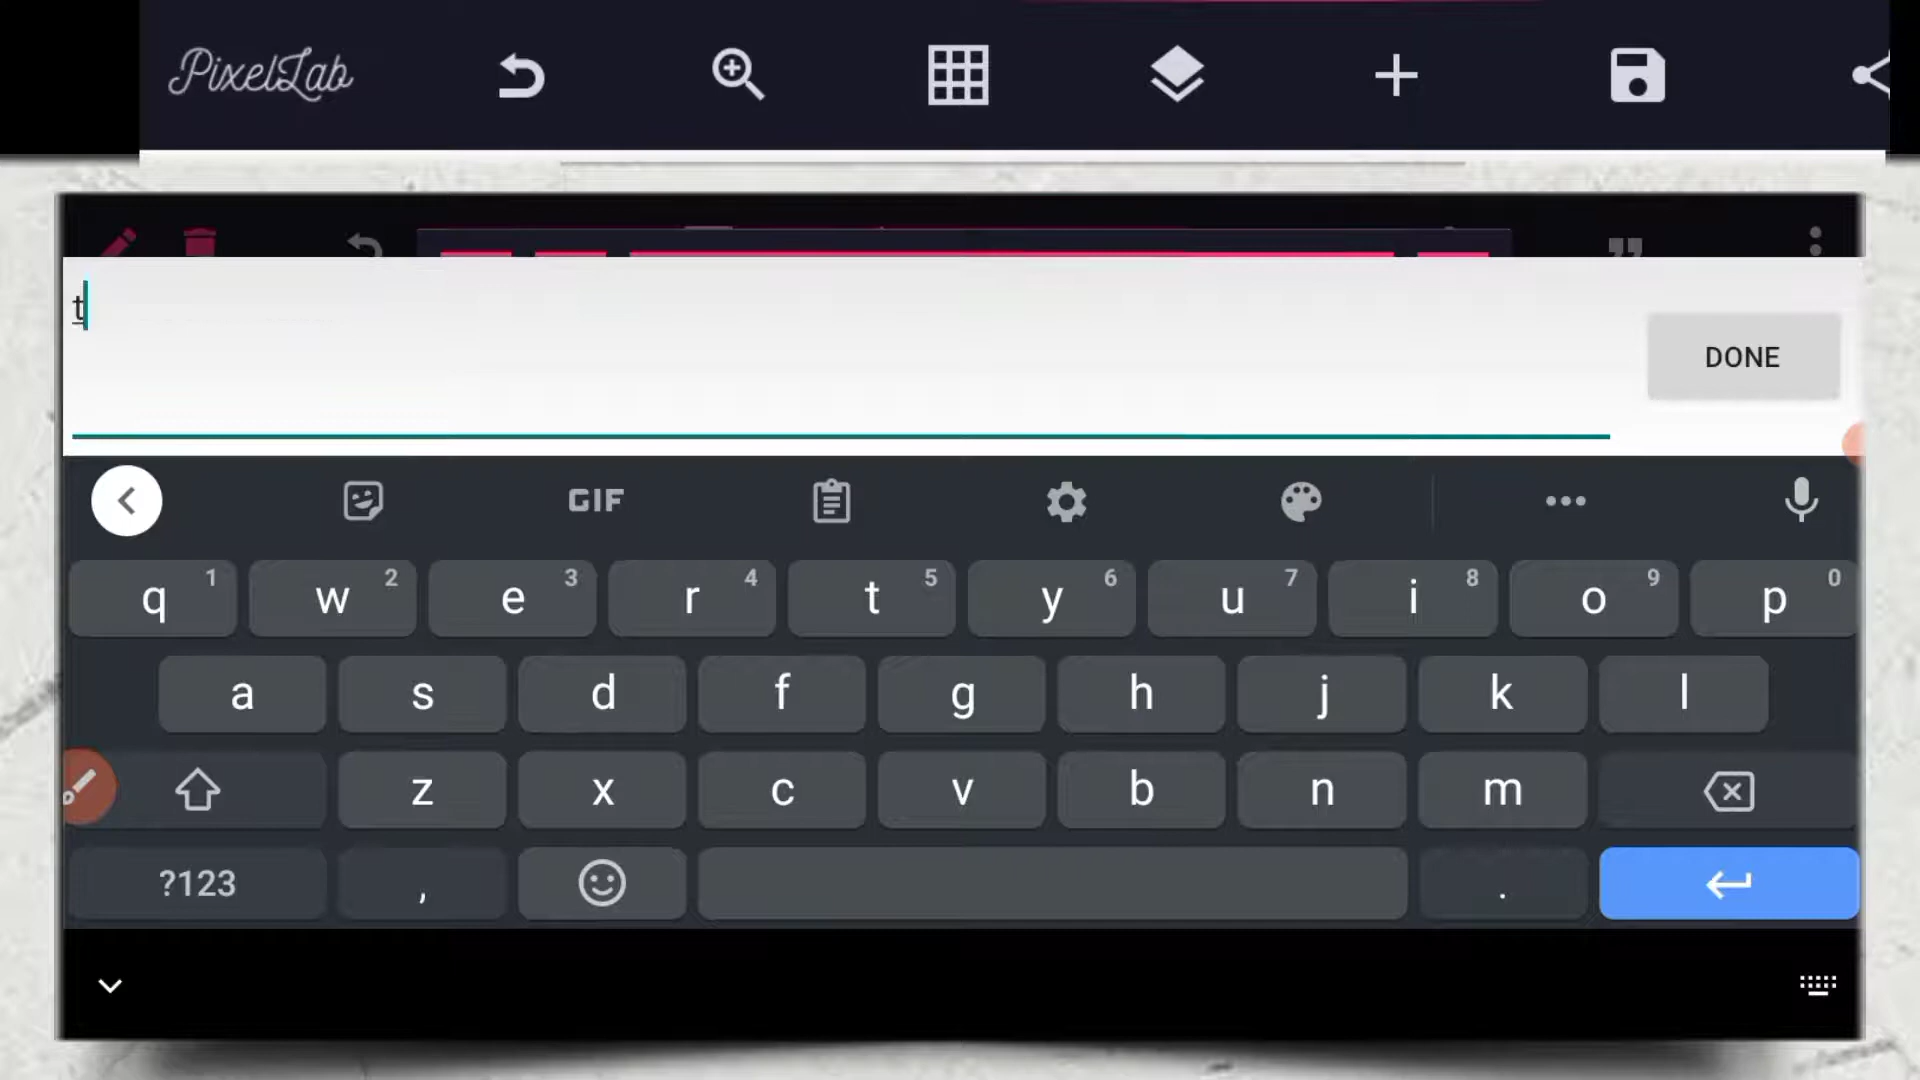 PixelLab
t
DONE
GIF
q 1 w 2 e 3 r 4 t 5 y 6 u 7 i 8 o 9 p 0
a s d f g h j k l
z x c v b n m
?123 , .